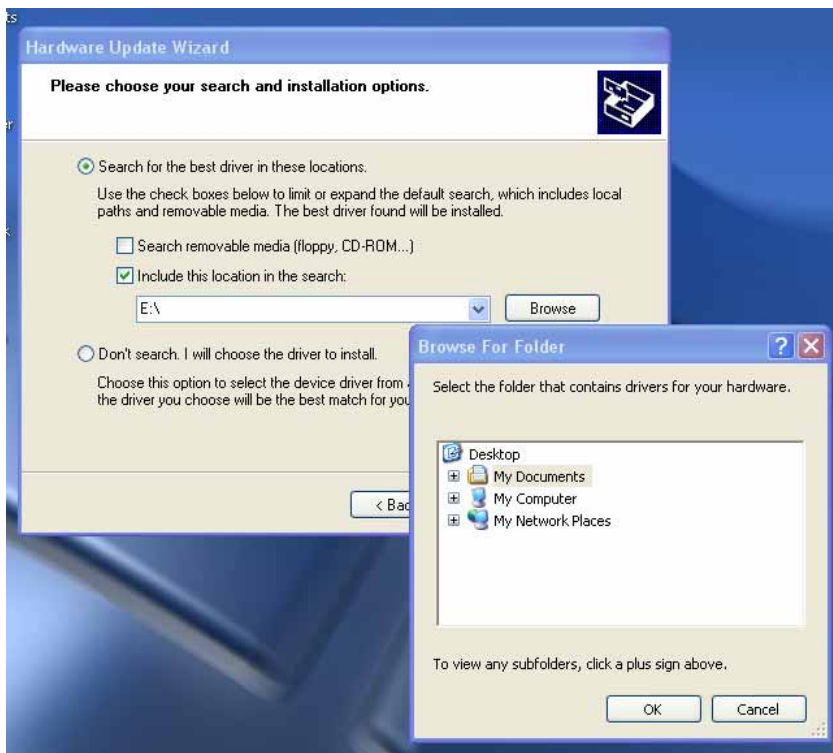 ts
Hardware Update Wizard
Please choose your search and installation options.
er
Search for the best driver in these locations.
Use the check boxes below to limit or expand the default search, which includes local
paths and removable media. The best driver found will be installed.
k
Search removable media (floppy, CD-ROM...)
Include this location in the search:
E:\
Browse
Don't search. I will choose the driver to install.
Choose this option to select the device driver from
the driver you choose will be the best match for you
< Bac
Browse For Folder
Select the folder that contains drivers for your hardware.
Desktop
My Documents
My Computer
My Network Places
To view any subfolders, click a plus sign above.
OK
Cancel